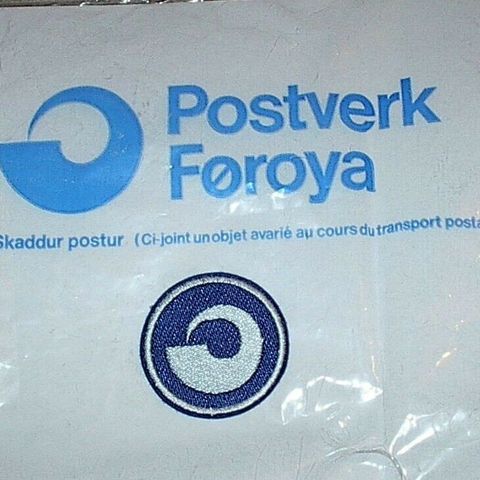 Postverk
Føroya
Skaddur postur (Ci-joint un objet avarié au cours du transport posta